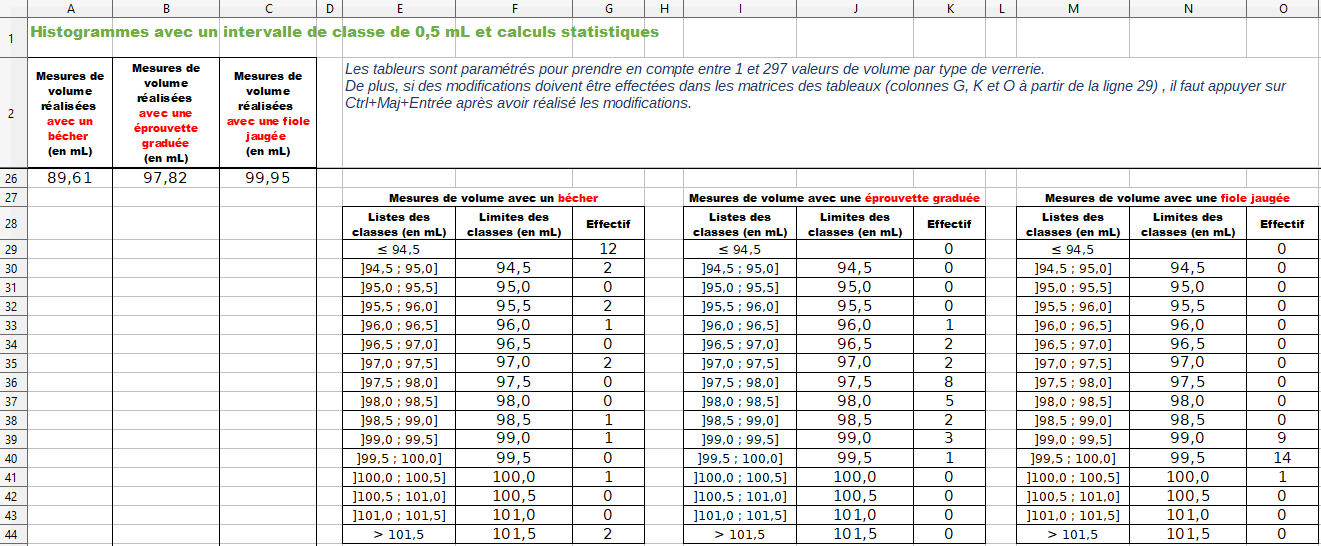 A B C D E F G H I J K L M N O
1 Histogrammes avec un intervalle de classe de 0,5 mL et calculs statistiques
2
Mesures de
volume
réalisées
avec un
bécher
(en mL)
Mesures de
volume
réalisées
avec une
éprouvette
graduée
(en mL)
Mesures de
volume
réalisées
avec une fiole
jaugée
(en mL)
Les tableurs sont paramétrés pour prendre en compte entre 1 et 297 valeurs de volume par type de verrerie.
De plus, si des modifications doivent être effectées dans les matrices des tableaux (colonnes G, K et O à partir de la ligne 29) , il faut appuyer sur
Ctrl+Maj+Entrée après avoir réalisé les modifications.
26 89,61 97,82 99,95
27 Mesures de volume avec un bécher Mesures de volume avec une éprouvette graduée Mesures de volume avec une fiole jaugée
28 Listes des classes (en mL) Limites des classes (en mL) Effectif Listes des classes (en mL) Limites des classes (en mL) Effectif Listes des classes (en mL) Limites des classes (en mL) Effectif
29 ≤ 94,5 12 ≤ 94,5 0 ≤ 94,5 0
30 ]94,5 ; 95,0] 94,5 2 ]94,5 ; 95,0] 94,5 0 ]94,5 ; 95,0] 94,5 0
31 ]95,0 ; 95,5] 95,0 0 ]95,0 ; 95,5] 95,0 0 ]95,0 ; 95,5] 95,0 0
32 ]95,5 ; 96,0] 95,5 2 ]95,5 ; 96,0] 95,5 0 ]95,5 ; 96,0] 95,5 0
33 ]96,0 ; 96,5] 96,0 1 ]96,0 ; 96,5] 96,0 1 ]96,0 ; 96,5] 96,0 0
34 ]96,5 ; 97,0] 96,5 0 ]96,5 ; 97,0] 96,5 2 ]96,5 ; 97,0] 96,5 0
35 ]97,0 ; 97,5] 97,0 2 ]97,0 ; 97,5] 97,0 2 ]97,0 ; 97,5] 97,0 0
36 ]97,5 ; 98,0] 97,5 0 ]97,5 ; 98,0] 97,5 8 ]97,5 ; 98,0] 97,5 0
37 ]98,0 ; 98,5] 98,0 0 ]98,0 ; 98,5] 98,0 5 ]98,0 ; 98,5] 98,0 0
38 ]98,5 ; 99,0] 98,5 1 ]98,5 ; 99,0] 98,5 2 ]98,5 ; 99,0] 98,5 0
39 ]99,0 ; 99,5] 99,0 1 ]99,0 ; 99,5] 99,0 3 ]99,0 ; 99,5] 99,0 9
40 ]99,5 ; 100,0] 99,5 0 ]99,5 ; 100,0] 99,5 1 ]99,5 ; 100,0] 99,5 14
41 ]100,0 ; 100,5] 100,0 1 ]100,0 ; 100,5] 100,0 0 ]100,0 ; 100,5] 100,0 1
42 ]100,5 ; 101,0] 100,5 0 ]100,5 ; 101,0] 100,5 0 ]100,5 ; 101,0] 100,5 0
43 ]101,0 ; 101,5] 101,0 0 ]101,0 ; 101,5] 101,0 0 ]101,0 ; 101,5] 101,0 0
44 > 101,5 101,5 2 > 101,5 101,5 0 > 101,5 101,5 0